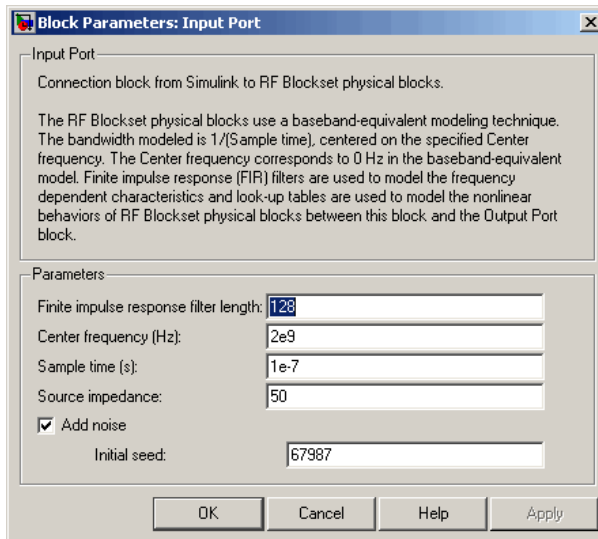 Block Parameters: Input Port
Input Port
Connection block from Simulink to RF Blockset physical blocks.
The RF Blockset physical blocks use a baseband-equivalent modeling technique.
The bandwidth modeled is 1/(Sample time), centered on the specified Center
frequency. The Center frequency corresponds to 0 Hz in the baseband-equivalent
model. Finite impulse response (FIR) filters are used to model the frequency
dependent characteristics and look-up tables are used to model the nonlinear
behaviors of RF Blockset physical blocks between this block and the Output Port
block.
Parameters
Finite impulse response filter length: 128
Center frequency (Hz): 2e9
Sample time (s): 1e-7
Source impedance: 50
Add noise
Initial seed: 67987
OK Cancel Help Apply